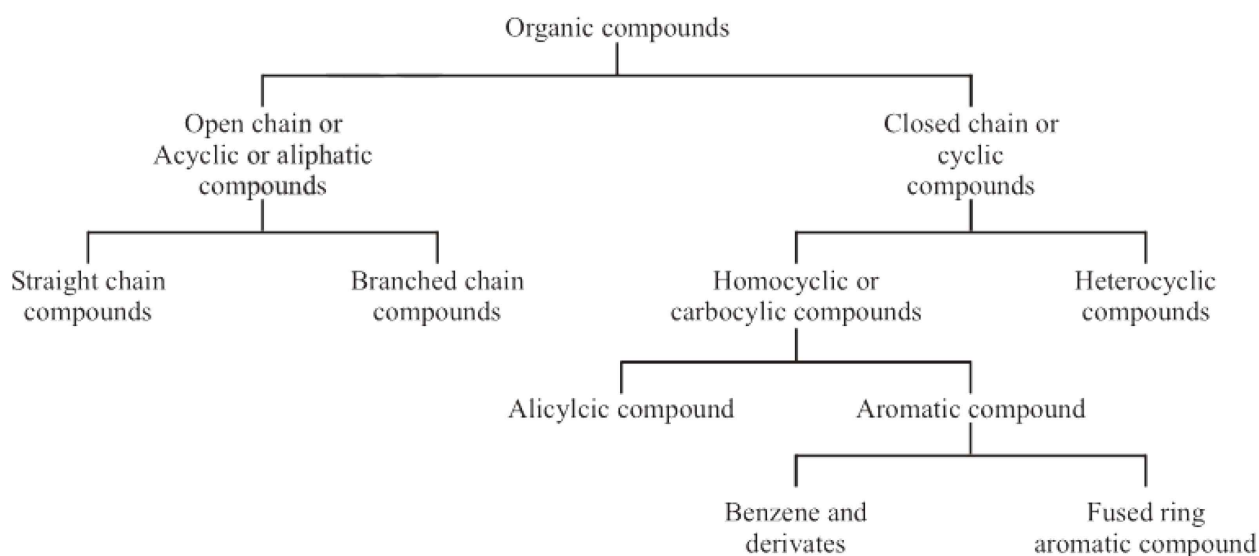 Organic compounds
Open chain or
Acyclic or aliphatic
compounds
Closed chain or
cyclic
compounds
Straight chain
compounds
Branched chain
compounds
Homocyclic or
carbocylic compounds
Heterocyclic
compounds
Alicylcic compound
Aromatic compound
Benzene and
derivates
Fused ring
aromatic compound